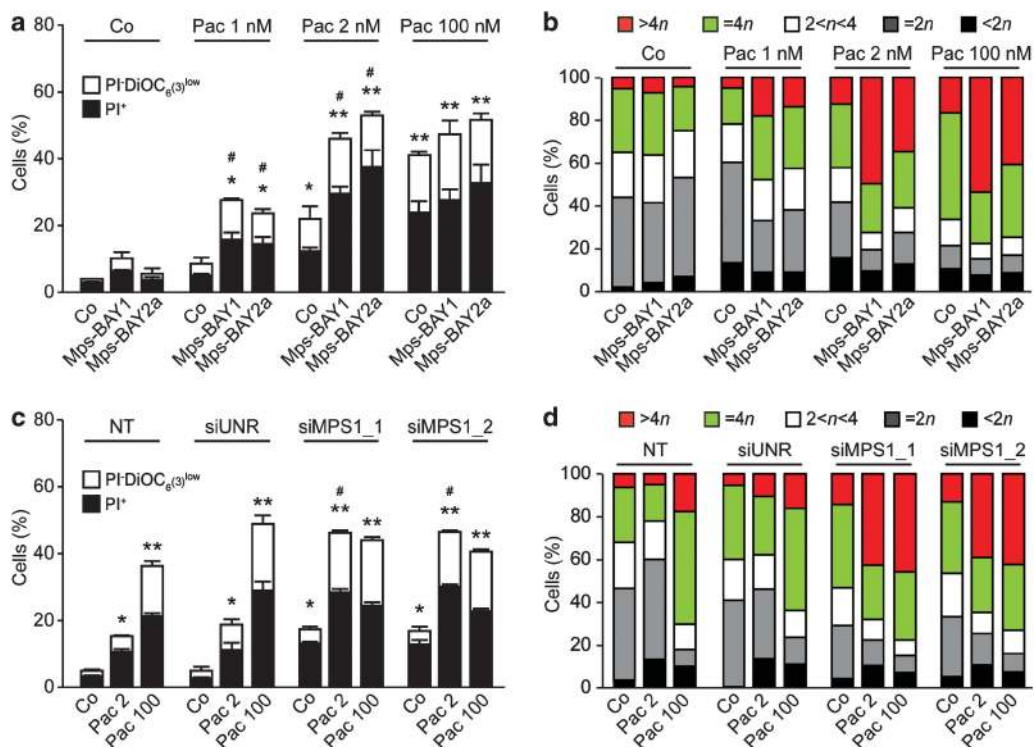 a
Co Pac 1 nM Pac 2 nM Pac 100 nM
80
60
40
20
0
Cells (%)
PI⁻DiOC₆(3)ˡᵒʷ
PI⁺
# # # #
* * * ** ** ** ** **
Co Mps-BAY1 Mps-BAY2a Co Mps-BAY1 Mps-BAY2a Co Mps-BAY1 Mps-BAY2a Co Mps-BAY1 Mps-BAY2a
b
>4n =4n 2<n<4 =2n <2n
Co Pac 1 nM Pac 2 nM Pac 100 nM
100
80
60
40
20
0
Cells (%)
Co Mps-BAY1 Mps-BAY2a Co Mps-BAY1 Mps-BAY2a Co Mps-BAY1 Mps-BAY2a Co Mps-BAY1 Mps-BAY2a
c
NT siUNR siMPS1_1 siMPS1_2
80
60
40
20
0
Cells (%)
PI⁻DiOC₆(3)ˡᵒʷ
PI⁺
# #
* ** * ** * ** ** * ** **
Co Pac 2 Pac 100 Co Pac 2 Pac 100 Co Pac 2 Pac 100 Co Pac 2 Pac 100
d
>4n =4n 2<n<4 =2n <2n
NT siUNR siMPS1_1 siMPS1_2
100
80
60
40
20
0
Cells (%)
Co Pac 2 Pac 100 Co Pac 2 Pac 100 Co Pac 2 Pac 100 Co Pac 2 Pac 100